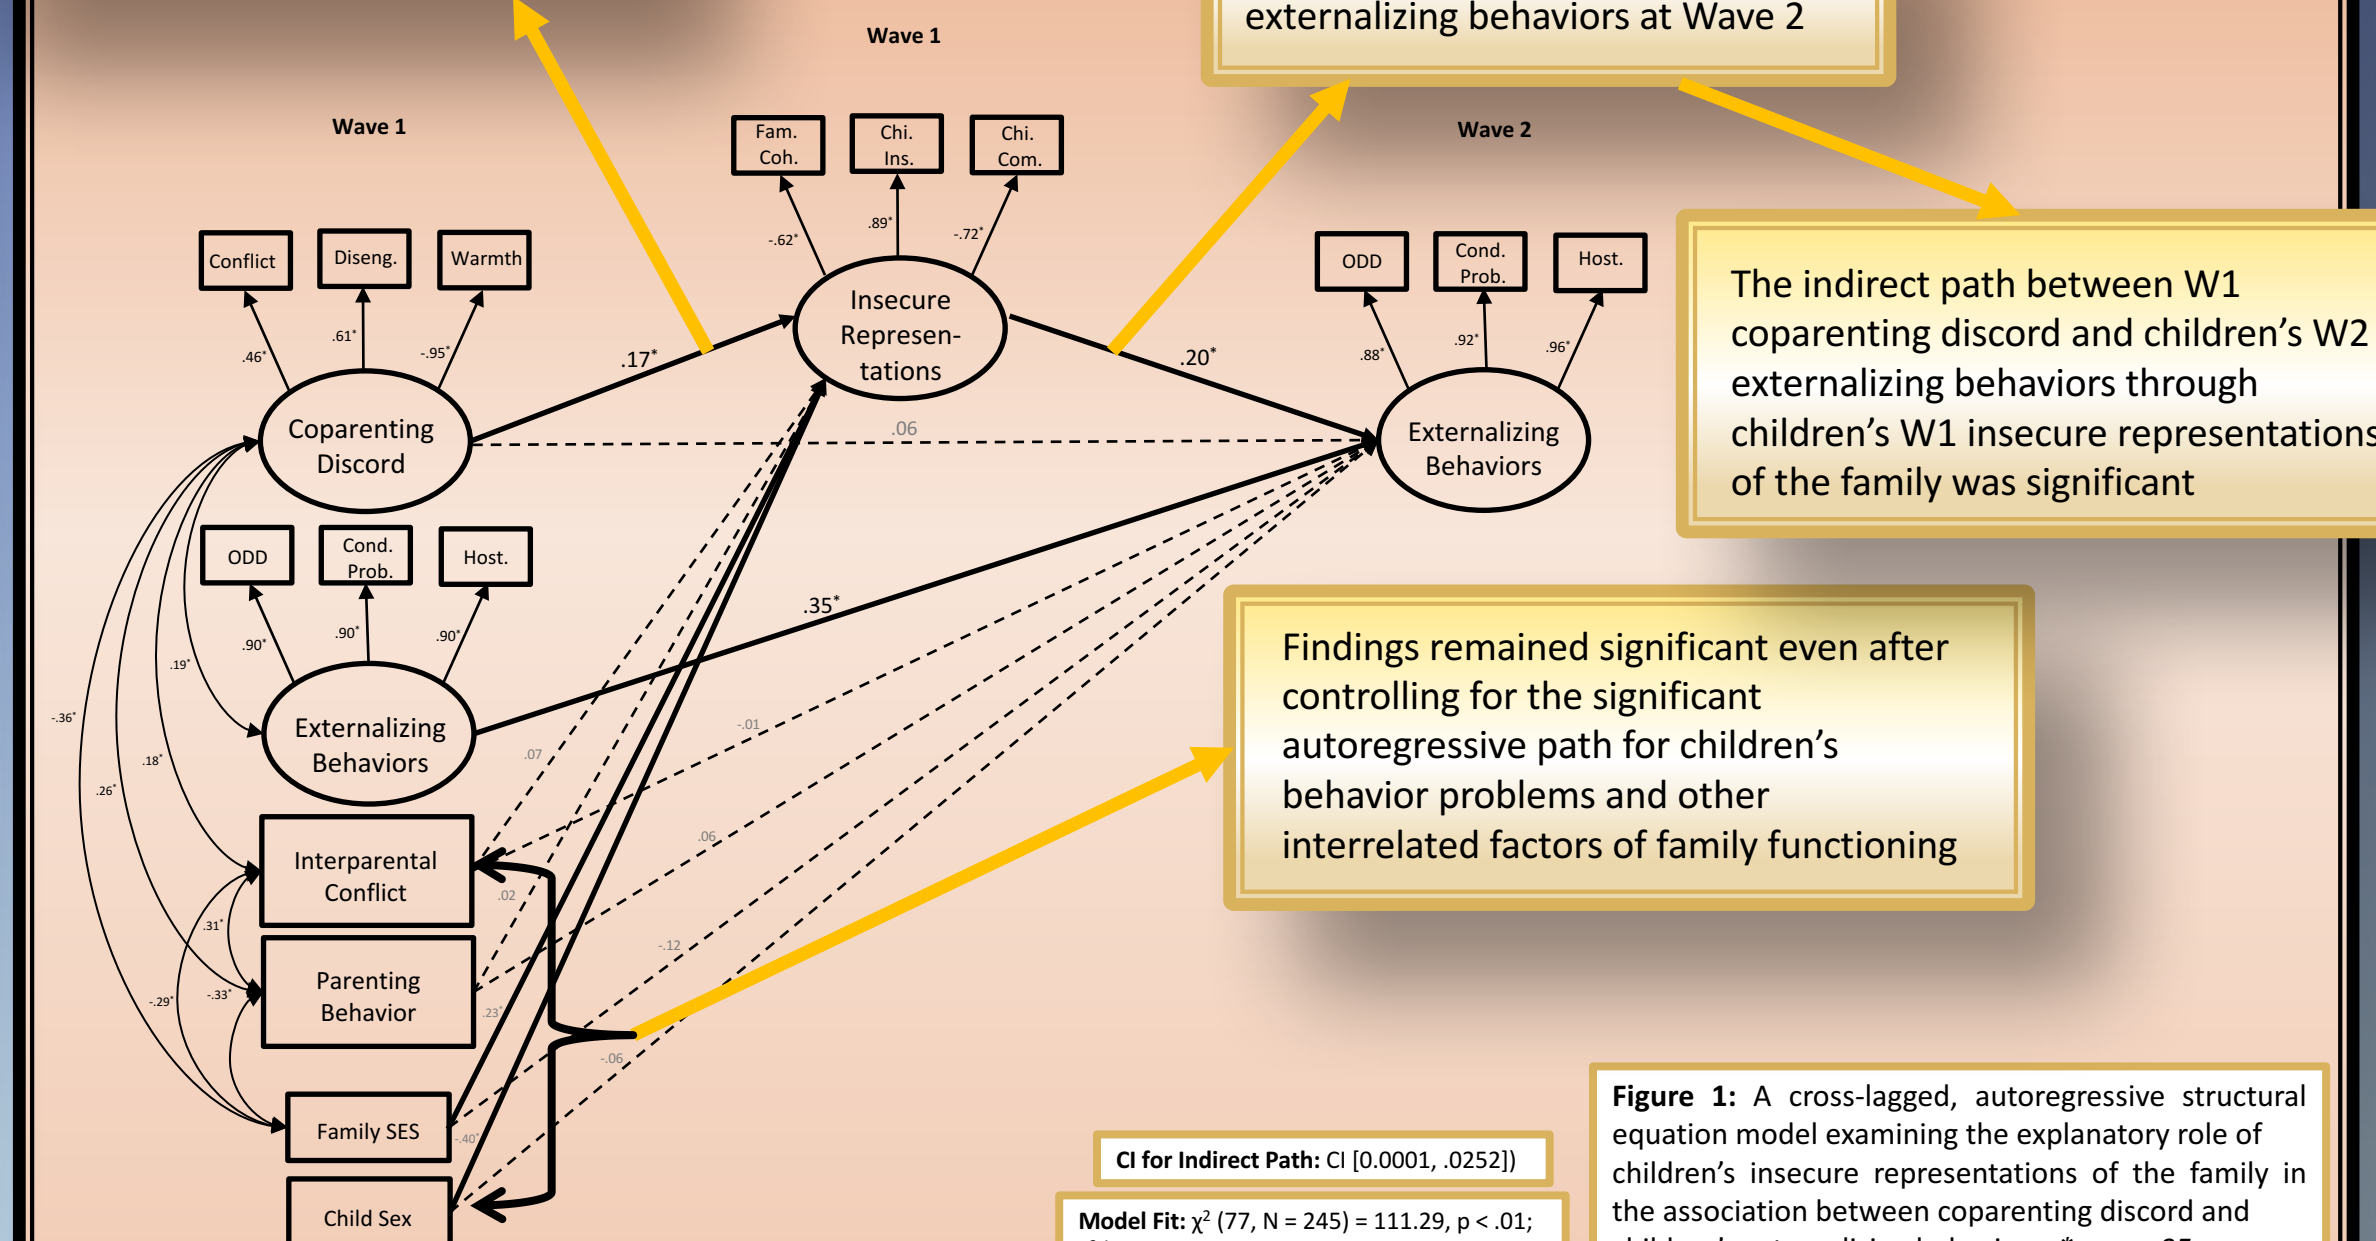 externalizing behaviors at Wave 2
Wave 1
Wave 1
Wave 2
Fam.
Coh.
Chi.
Ins.
Chi.
Com.
-.62*
.89*
-.72*
Conflict
Diseng.
Warmth
.46*
.61*
-.95*
Insecure
Represen-
tations
ODD
Cond.
Prob.
Host.
.88*
.92*
.96*
.17*
.20*
Coparenting
Discord
.06
Externalizing
Behaviors
The indirect path between W1
coparenting discord and children's W2
externalizing behaviors through
children's W1 insecure representations
of the family was significant
ODD
Cond.
Prob.
Host.
.90*
.90*
.90*
.35*
Externalizing
Behaviors
-.36*
.26*
.18*
.19*
.07
-.01
.06
.02
-.12
.23*
-.06
-.40*
Findings remained significant even after
controlling for the significant
autoregressive path for children's
behavior problems and other
interrelated factors of family functioning
Interparental
Conflict
.31*
-.29*
-.33*
Parenting
Behavior
Family SES
Child Sex
CI for Indirect Path: CI [0.0001, .0252])
Model Fit: χ² (77, N = 245) = 111.29, p < .01;
Figure 1: A cross-lagged, autoregressive structural
equation model examining the explanatory role of
children's insecure representations of the family in
the association between coparenting discord and